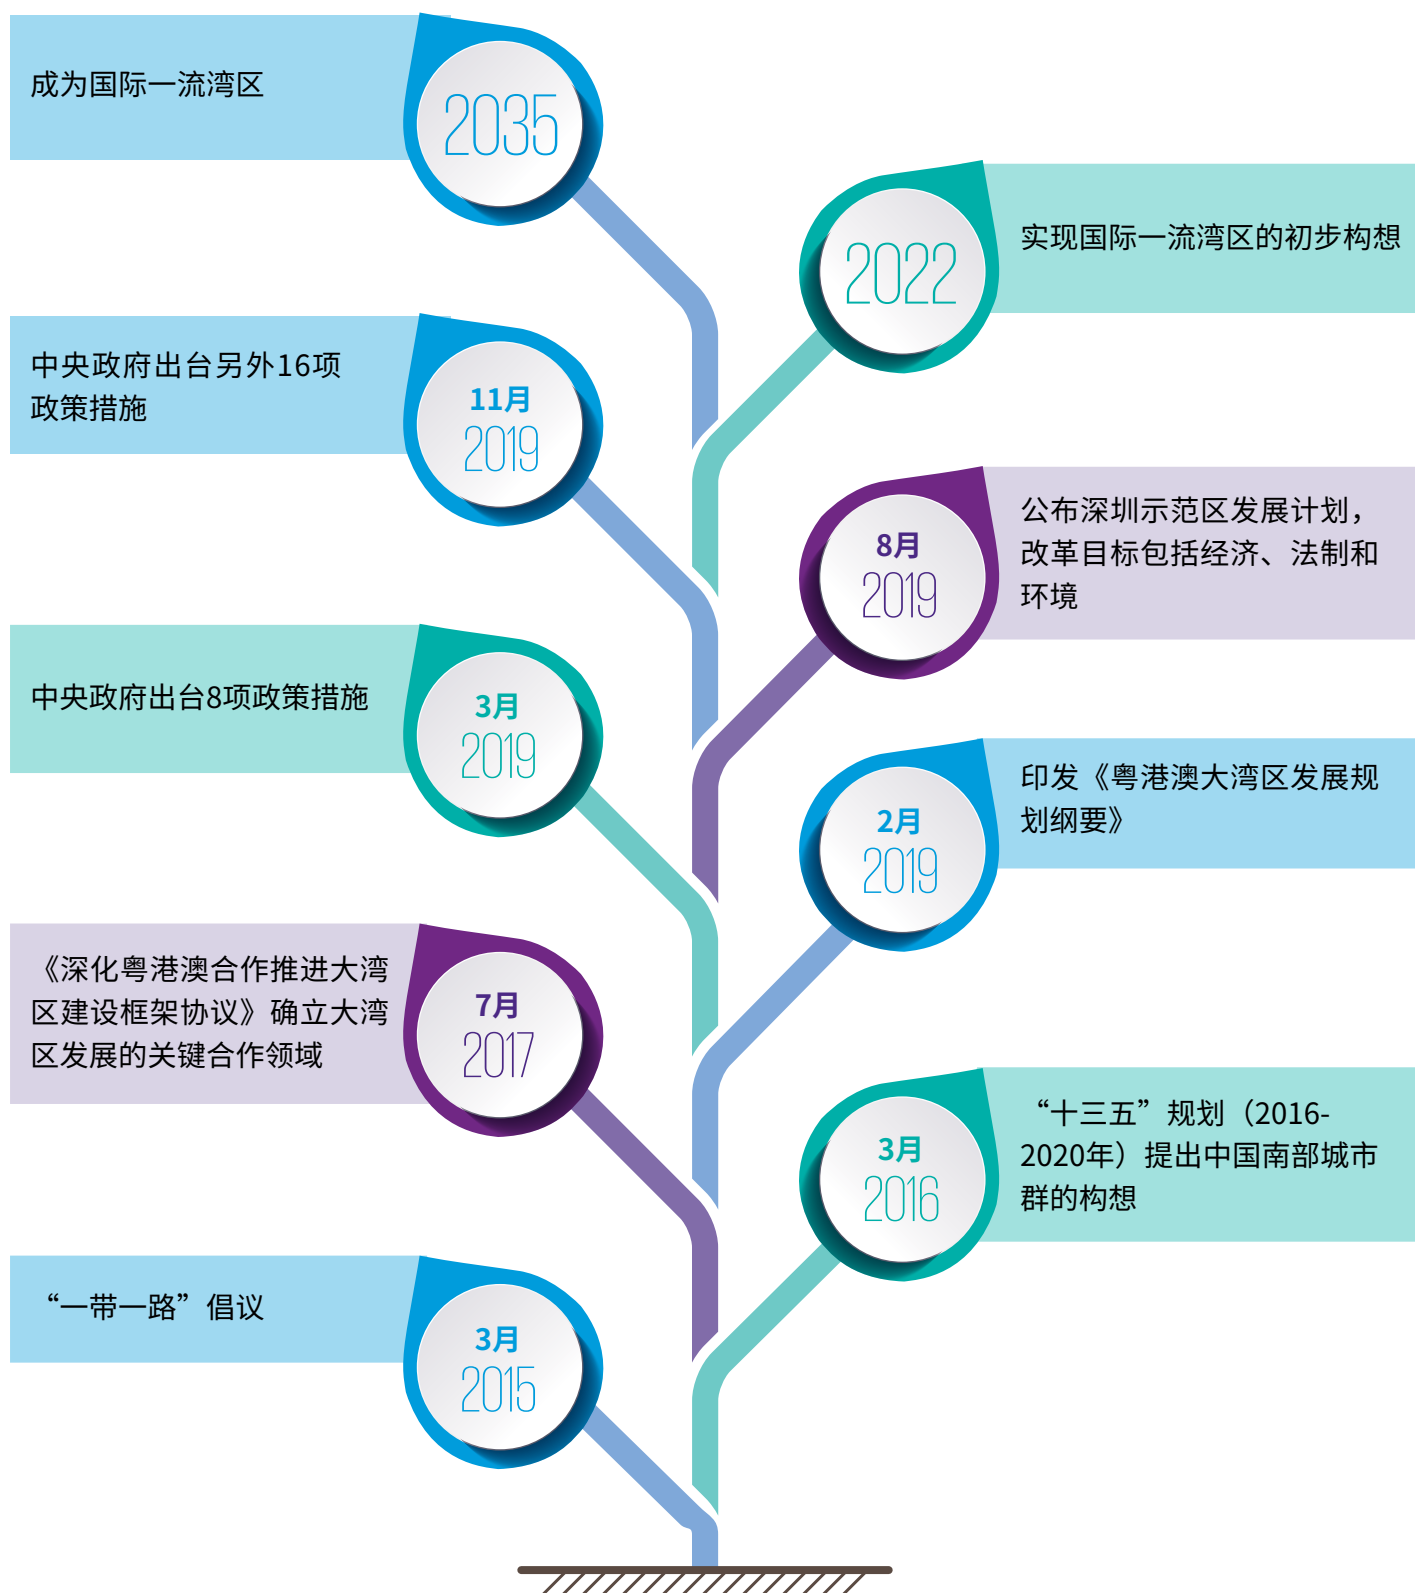 成为国际一流湾区
2035
2022
实现国际一流湾区的初步构想
中央政府出台另外16项
政策措施
11月
2019
8月
2019
公布深圳示范区发展计划，
改革目标包括经济、法制和
环境
中央政府出台8项政策措施
3月
2019
2月
2019
印发《粤港澳大湾区发展规
划纲要》
《深化粤港澳合作推进大湾
区建设框架协议》确立大湾
区发展的关键合作领域
7月
2017
3月
2016
“十三五”规划（2016-
2020年）提出中国南部城市
群的构想
“一带一路”倡议
3月
2015